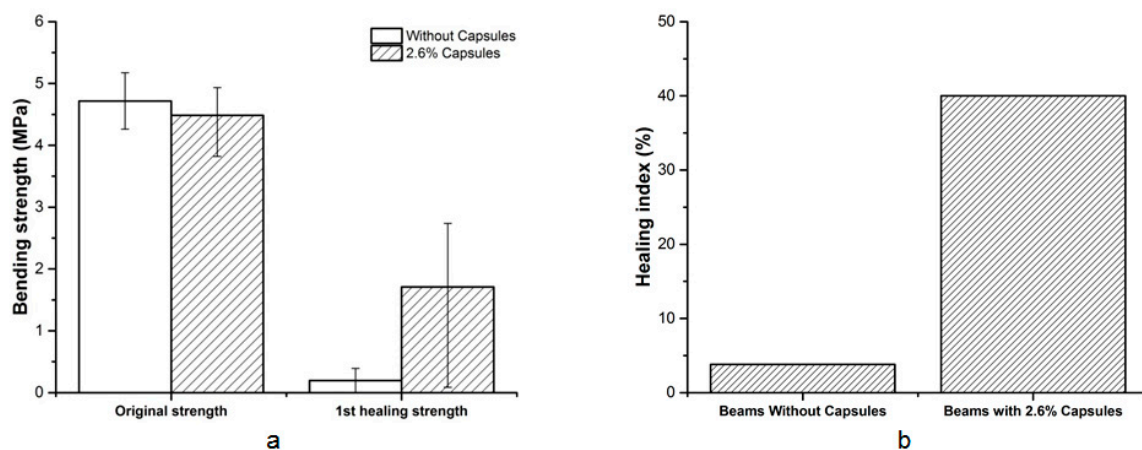 Bending strength (MPa)
6
5
4
3
2
1
0
Without Capsules
2.6% Capsules
Original strength
1st healing strength
a
Healing index (%)
50
40
30
20
10
0
Beams Without Capsules
Beams with 2.6% Capsules
b